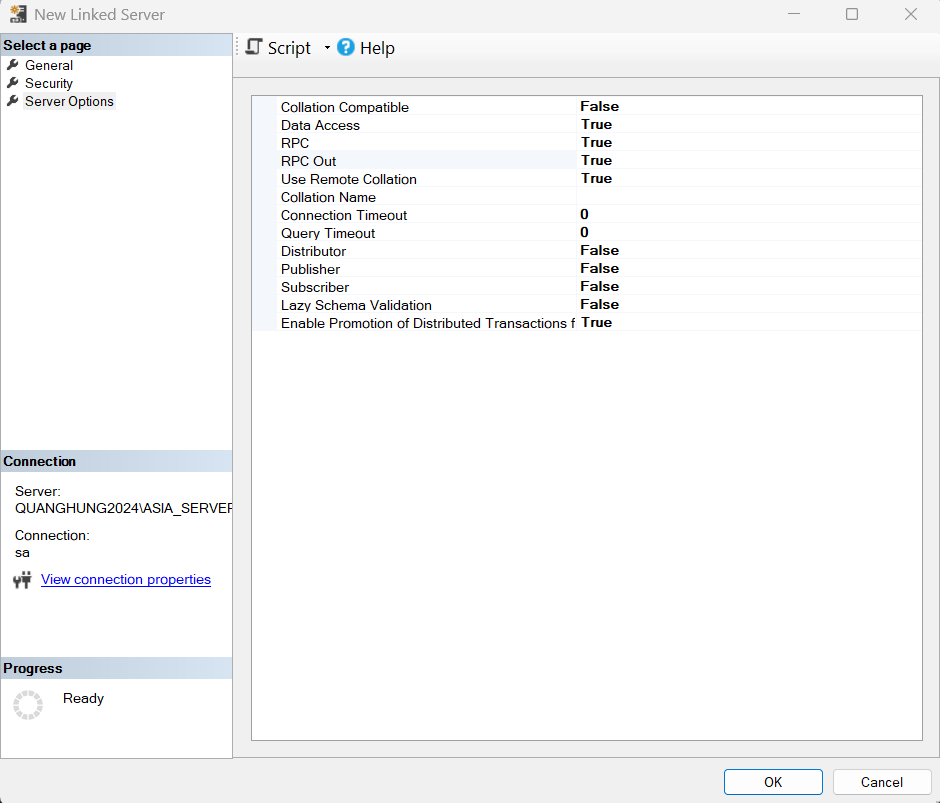 New Linked Server
Select a page
General
Security
Server Options
Script
Help
Collation Compatible False
Data Access True
RPC True
RPC Out True
Use Remote Collation True
Collation Name
Connection Timeout 0
Query Timeout 0
Distributor False
Publisher False
Subscriber False
Lazy Schema Validation False
Enable Promotion of Distributed Transactions f True
Connection
Server:
QUANGHUNG2024\ASIA_SERVER
Connection:
sa
View connection properties
Progress
Ready
OK
Cancel